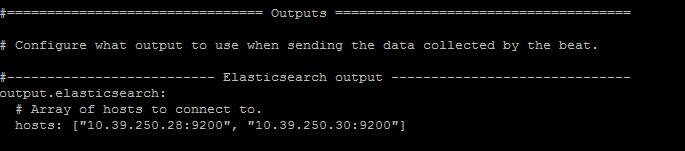 #================================ Outputs =====================================
# Configure what output to use when sending the data collected by the beat.
#-------------------------- Elasticsearch output ------------------------------
output.elasticsearch:
  # Array of hosts to connect to.
  hosts: ["10.39.250.28:9200", "10.39.250.30:9200"]